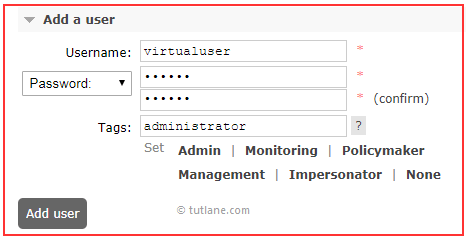 Add a user
Username: virtualuser *
Password: •••••• *
•••••• * (confirm)
Tags: administrator ?
Set Admin | Monitoring | Policymaker
Management | Impersonator | None
Add user
© tutlane.com